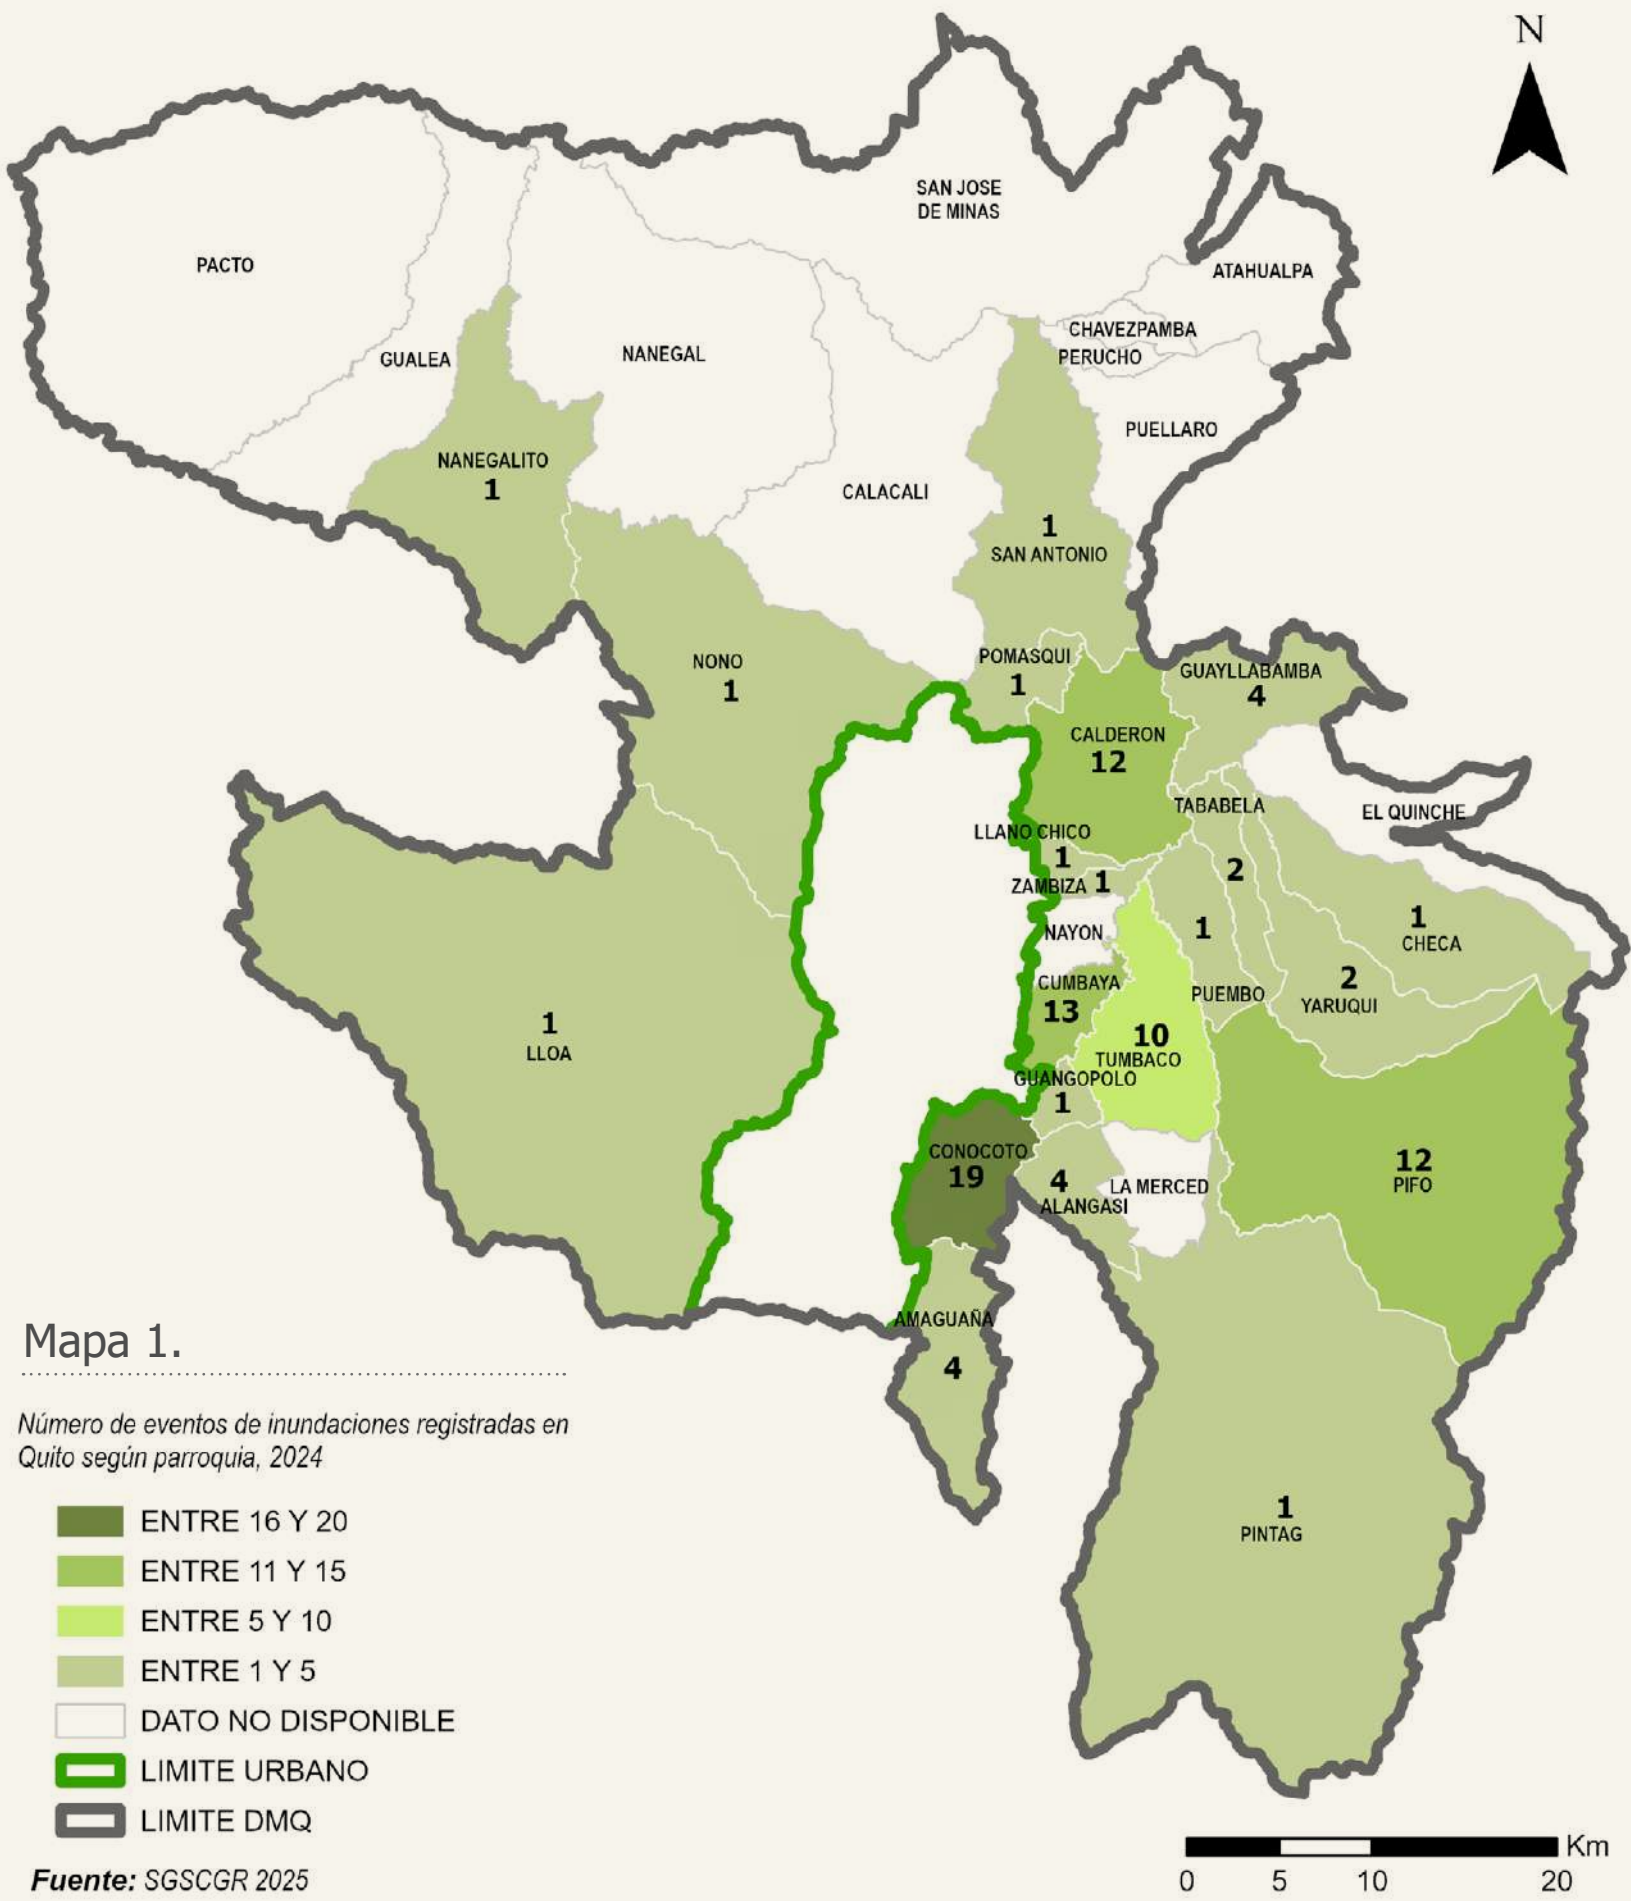 N
SAN JOSE
DE MINAS
PACTO
ATAHUALPA
CHAVEZPAMBA
PERUCHO
GUALEA
NANEGAL
PUELLARO
NANEGALITO
1
CALACALI
1
SAN ANTONIO
NONO
1
POMASQUI
1
GUAYLLABAMBA
4
CALDERON
12
TABABELA
2
EL QUINCHE
LLANO CHICO
1
ZAMBIZA 1
NAYON
1
PUEMBO
1
CHECA
2
YARUQUI
CUMBAYA
13
10
TUMBACO
1
LLOA
GUANGOPOLO
1
CONOCOTO
19
4
ALANGASI
LA MERCED
12
PIFO
AMAGUAÑA
4
1
PINTAG
Mapa 1.
Número de eventos de inundaciones registradas en
Quito según parroquia, 2024
ENTRE 16 Y 20
ENTRE 11 Y 15
ENTRE 5 Y 10
ENTRE 1 Y 5
DATO NO DISPONIBLE
LIMITE URBANO
LIMITE DMQ
Fuente: SGSCGR 2025
Km
0 5 10 20